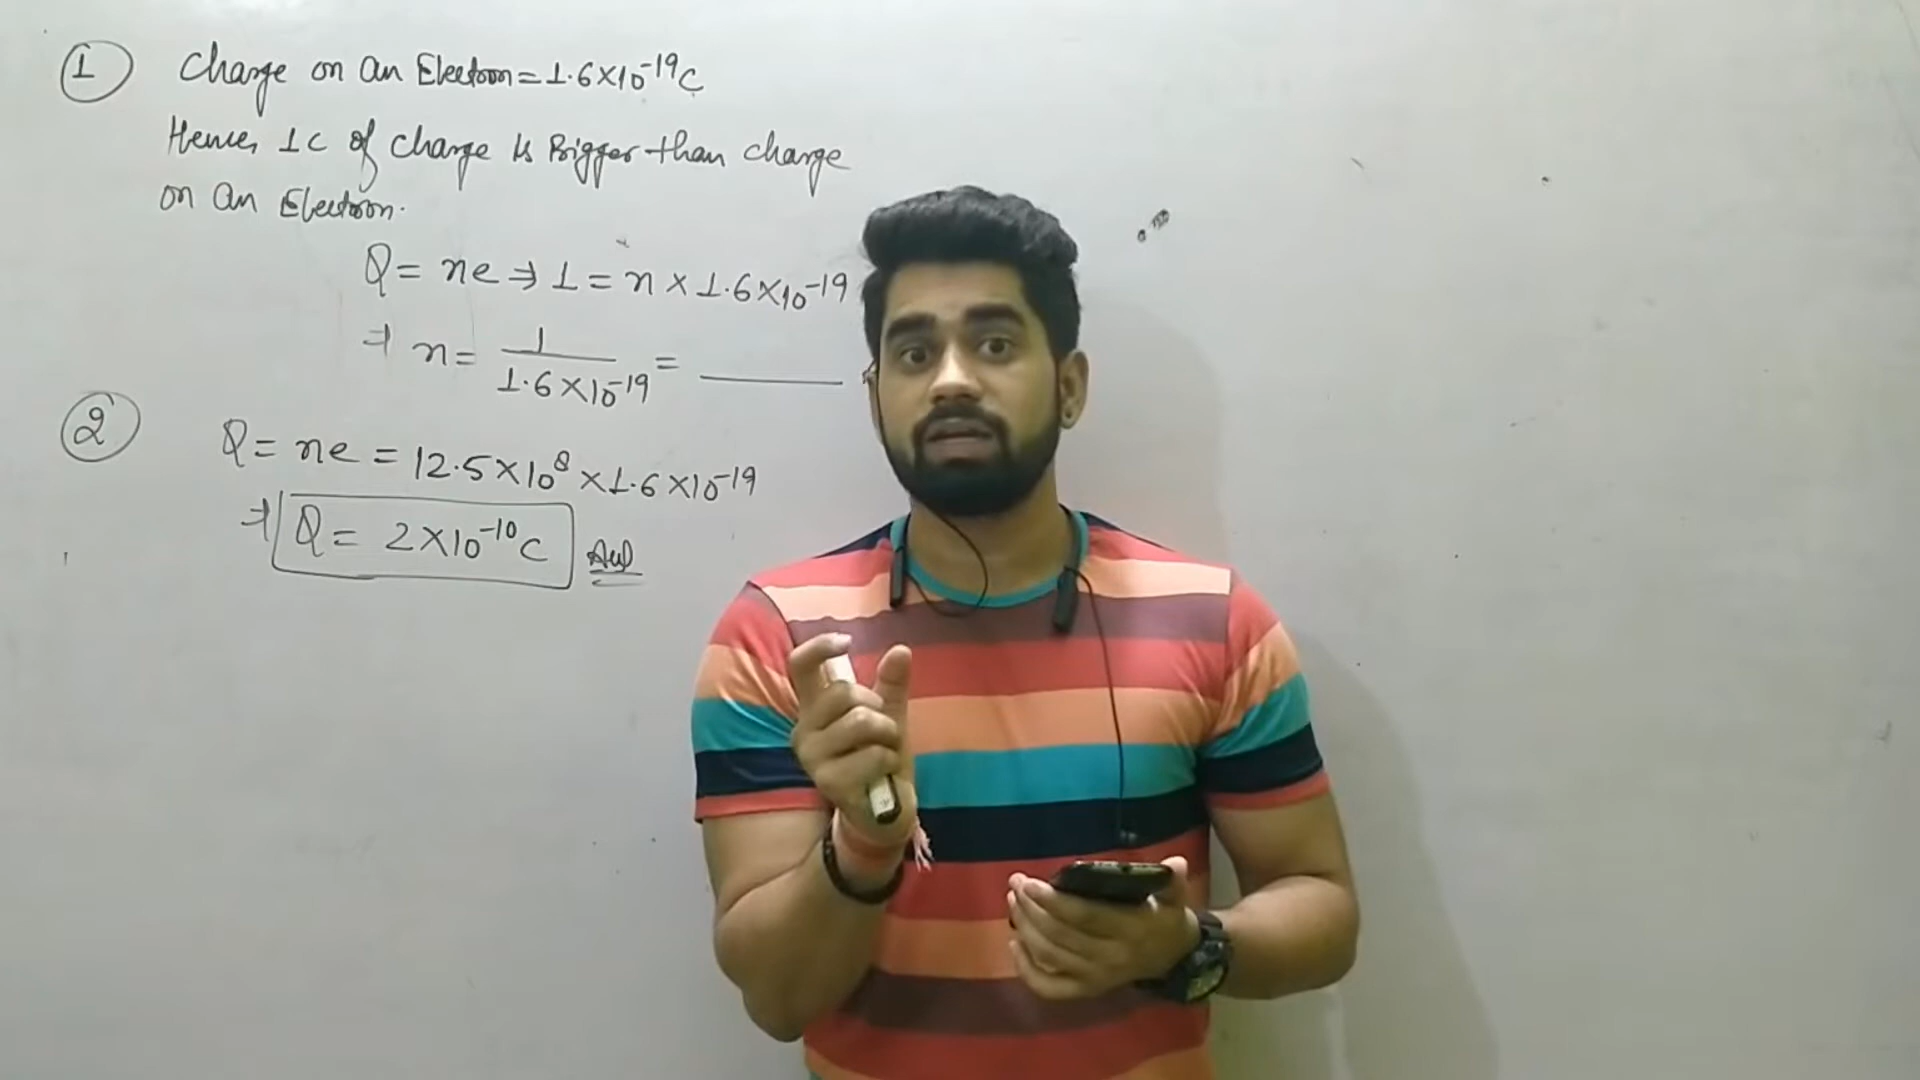 1 Charge on an Electron = 1.6×10⁻¹⁹C
Hence, 1C of charge is Bigger than charge
on an Electron.
Q = ne ⇒ 1 = n × 1.6×10⁻¹⁹
⇒ n = 1/1.6×10⁻¹⁹ = ______
2 Q = ne = 12.5×10⁸ × 1.6×10⁻¹⁹
⇒ Q = 2×10⁻¹⁰C Ans